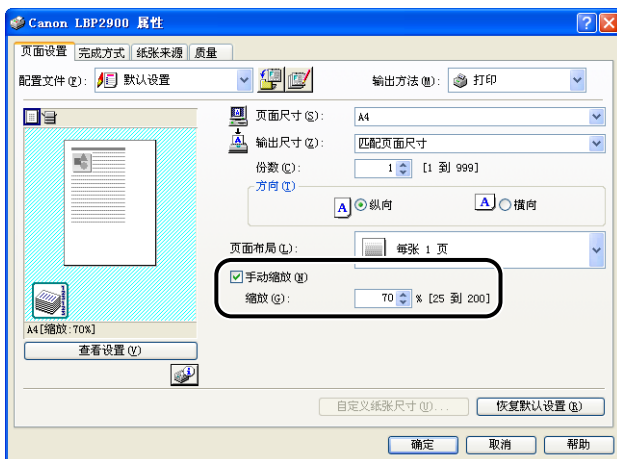 Canon LBP2900 属性
页面设置 完成方式 纸张来源 质量
配置文件(F): 默认设置 输出方法(M): 打印
页面尺寸(S): A4
输出尺寸(Z): 匹配页面尺寸
份数(C): 1 [1 到 999]
方向(T)
A 纵向 A 横向
页面布局(L): 每张 1 页
手动缩放(N)
缩放(G): 70 % [25 到 200]
A4[缩放:70%]
查看设置(V)
自定义纸张尺寸(U)... 恢复默认设置(R)
确定 取消 帮助